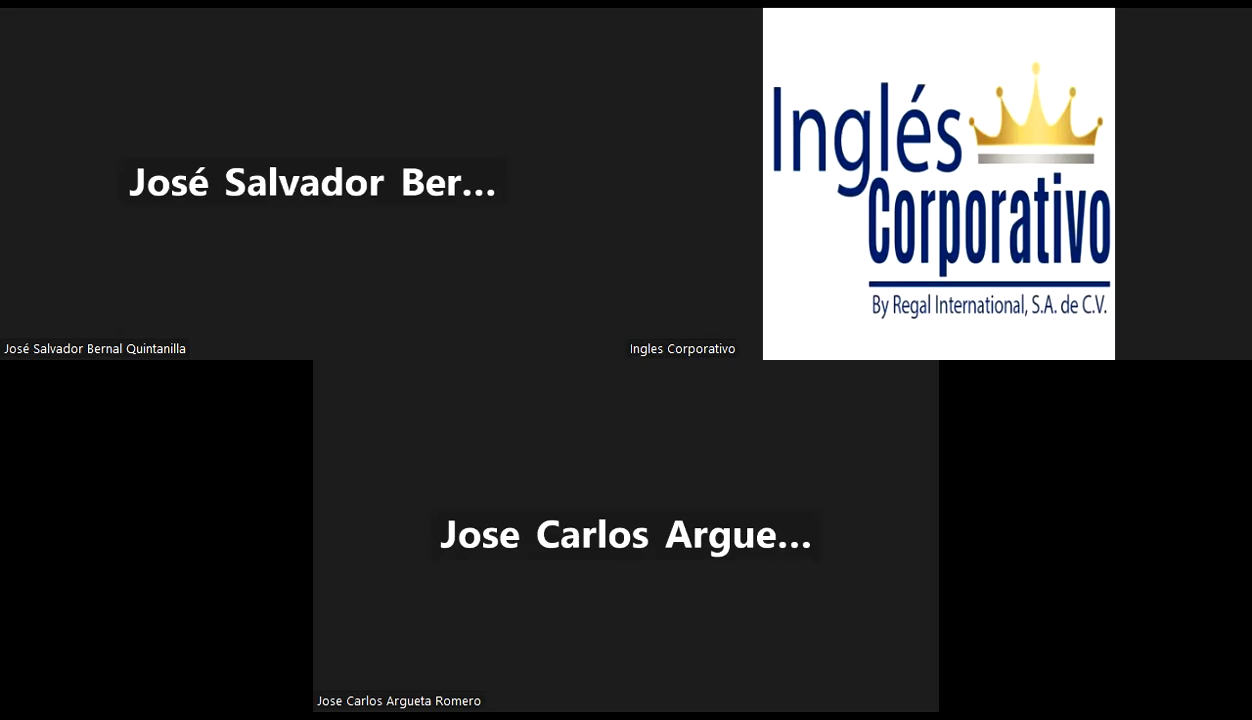 José Salvador Ber...
José Salvador Bernal Quintanilla
Inglés
Corporativo
By Regal International, S.A. de C.V.
Ingles Corporativo
Jose Carlos Argue...
Jose Carlos Argueta Romero